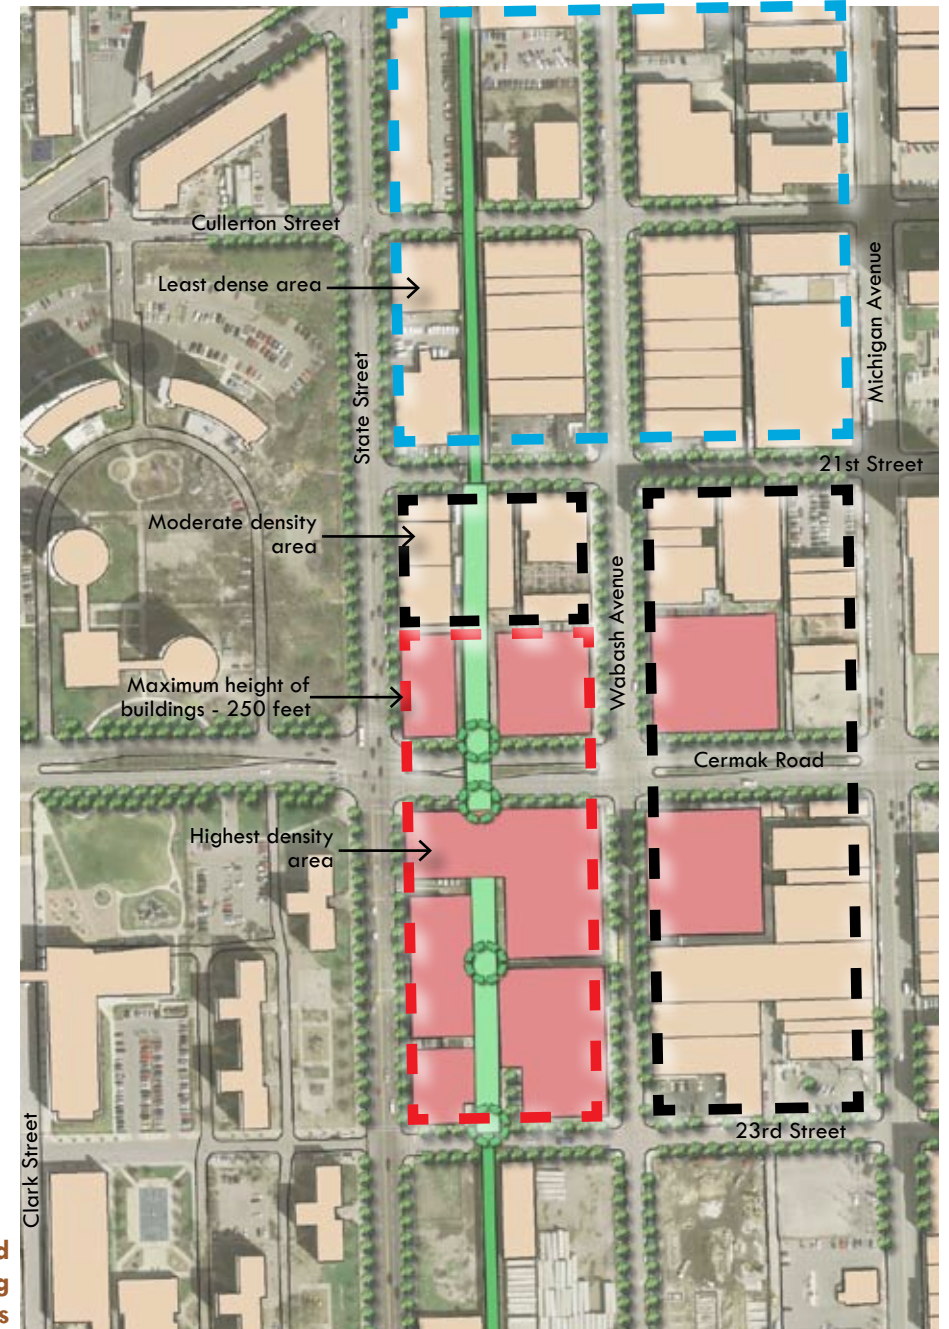 Cullerton Street
Least dense area
Michigan Avenue
State Street
21st Street
Moderate density
area
Wabash Avenue
Maximum height of
buildings - 250 feet
Cermak Road
Highest density
area
23rd Street
Clark Street
d
g
s